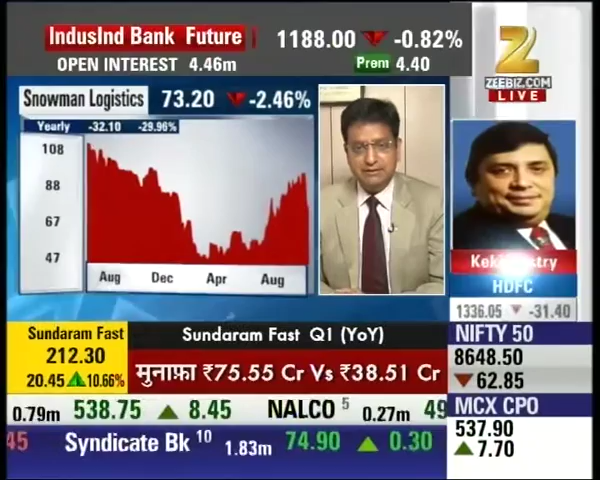 IndusInd Bank Future 1188.00 -0.82%
OPEN INTEREST 4.46m Prem 4.40
Z
ZEEBIZ.COM
LIVE
Snowman Logistics 73.20 -2.46%
Yearly -32.10 -29.96%
108
88
67
47
Aug Dec Apr Aug
HDFC
1336.05 -31.40
Sundaram Fast
212.30
20.45 10.66%
Sundaram Fast Q1 (YoY)
मुनाफ़ा ₹75.55 Cr Vs ₹38.51 Cr
NIFTY 50
8648.50
62.85
MCX CPO
537.90
7.70
0.79m 538.75 8.45 NALCO 5 0.27m 49
45 Syndicate Bk 10 1.83m 74.90 0.30